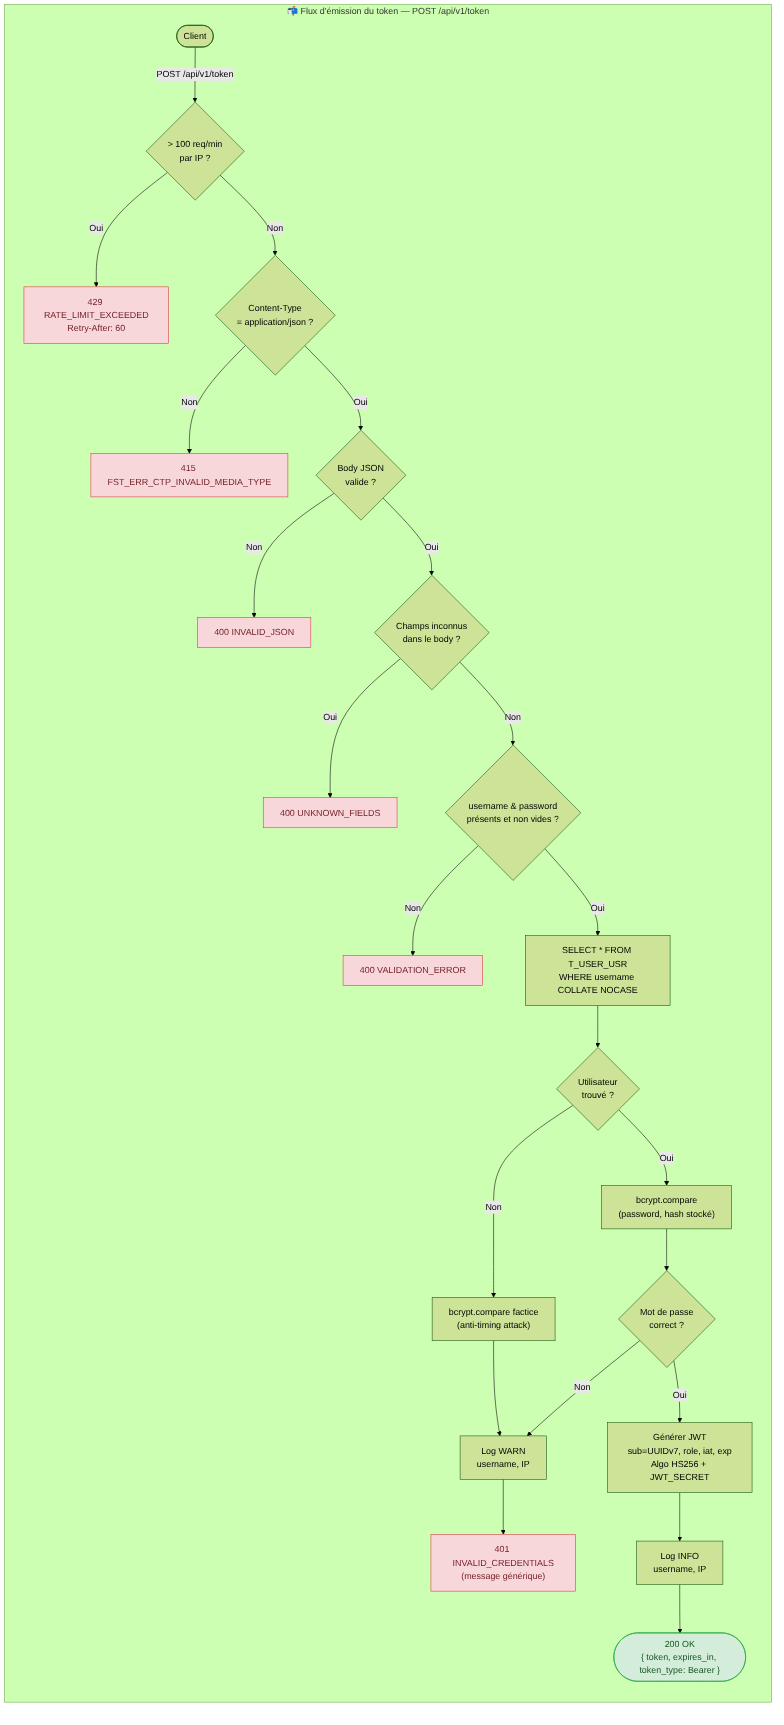 📬 Flux d'émission du token — POST /api/v1/token
Client
POST /api/v1/token
> 100 req/min
par IP ?
Oui
Non
429
RATE_LIMIT_EXCEEDED
Retry-After: 60
Content-Type
= application/json ?
Non
Oui
415
FST_ERR_CTP_INVALID_MEDIA_TYPE
Body JSON
valide ?
Non
Oui
400 INVALID_JSON
Champs inconnus
dans le body ?
Oui
Non
400 UNKNOWN_FIELDS
username & password
présents et non vides ?
Non
Oui
400 VALIDATION_ERROR
SELECT * FROM
T_USER_USR
WHERE username
COLLATE NOCASE
Utilisateur
trouvé ?
Non
Oui
bcrypt.compare
(password, hash stocké)
bcrypt.compare factice
(anti-timing attack)
Mot de passe
correct ?
Non
Oui
Log WARN
username, IP
Générer JWT
sub=UUIDv7, role, iat, exp
Algo HS256 +
JWT_SECRET
401
INVALID_CREDENTIALS
(message générique)
Log INFO
username, IP
200 OK
{ token, expires_in,
token_type: Bearer }